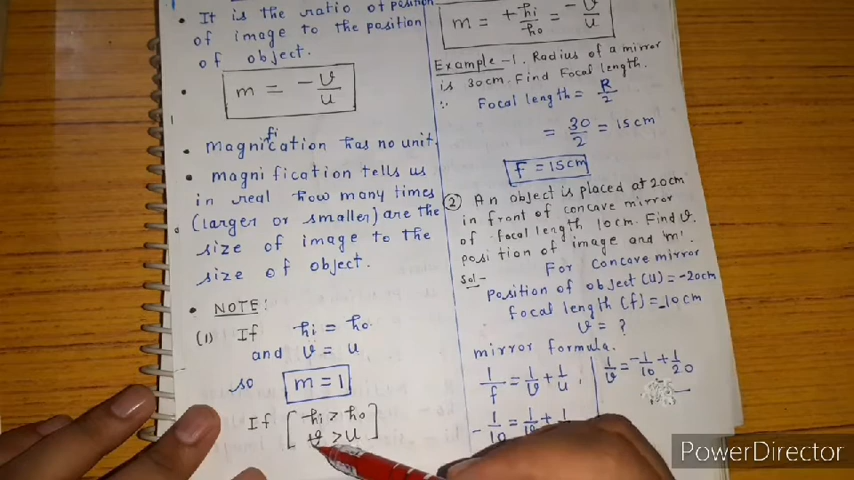 • It is the ratio of position
of image to the position
of object.
• m = - v/u
• magnification has no unit.
• magnification tells us
in real how many times
(larger or smaller) are the
size of image to the
size of object.
• NOTE:
(1) If hi = ho.
and v = u
so m = 1
If [ hi > ho
v > u ]
m = + hi/ho = - v/u
Example-1. Radius of a mirror
is 30cm. Find Focal length.
∵ Focal length = R/2
= 30/2 = 15cm
F = 15cm
② An object is placed at 20cm
in front of concave mirror
of focal length 10cm. Find v.
position of image and 'm'.
Sol- For concave mirror
Position of object (u) = -20cm
focal length (f) = -10cm
v = ?
mirror formula.
1/f = 1/v + 1/u
- 1/10 = 1/v + 1
1/v = -1/10 + 1/20
PowerDirector